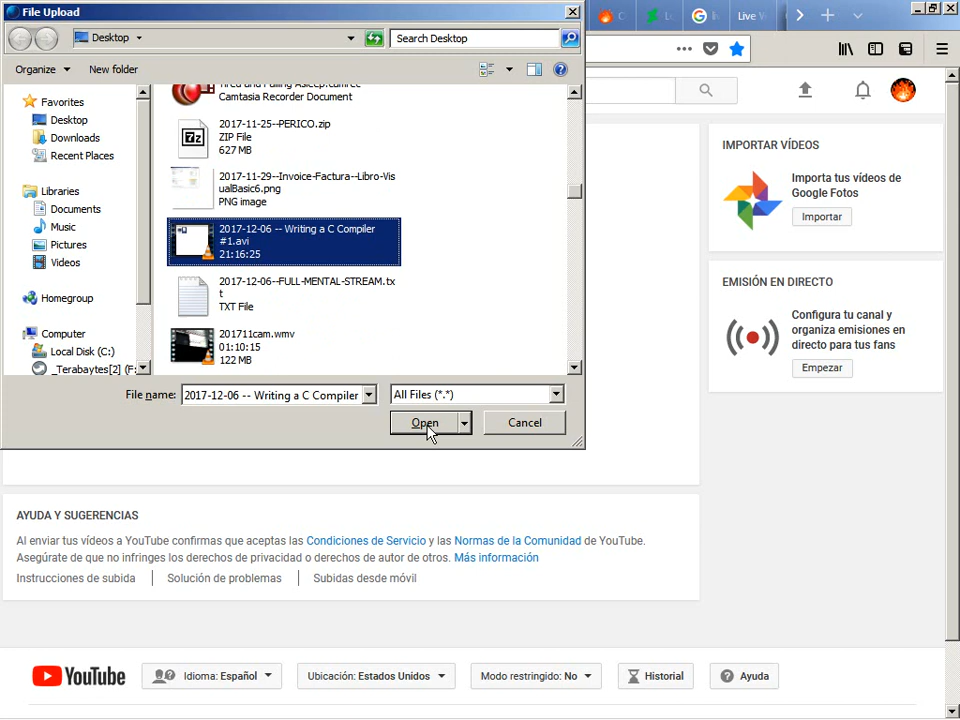 File Upload
Live
Desktop
Search Desktop
Organize
New folder
Favorites
Desktop
Downloads
Recent Places
Libraries
Documents
Music
Pictures
Videos
Homegroup
Computer
Local Disk (C:)
_Terabaytes[2] (F:
Camtasia Recorder Document
2017-11-25--PERICO.zip
ZIP File
627 MB
2017-11-29--Invoice-Factura--Libro-Vis
ualBasic6.png
PNG image
2017-12-06 -- Writing a C Compiler
#1.avi
21:16:25
2017-12-06--FULL-MENTAL-STREAM.tx
t
TXT File
201711cam.wmv
01:10:15
122 MB
File name:
2017-12-06 -- Writing a C Compiler
All Files (*.*)
Open
Cancel
IMPORTAR VÍDEOS
Importa tus vídeos de
Google Fotos
Importar
EMISIÓN EN DIRECTO
Configura tu canal y
organiza emisiones en
directo para tus fans
Empezar
AYUDA Y SUGERENCIAS
Al enviar tus vídeos a YouTube confirmas que aceptas las Condiciones de Servicio y las Normas de la Comunidad de YouTube.
Asegúrate de que no infringes los derechos de privacidad o derechos de autor de otros. Más información
Instrucciones de subida
Solución de problemas
Subidas desde móvil
YouTube
Idioma: Español
Ubicación: Estados Unidos
Modo restringido: No
Historial
Ayuda